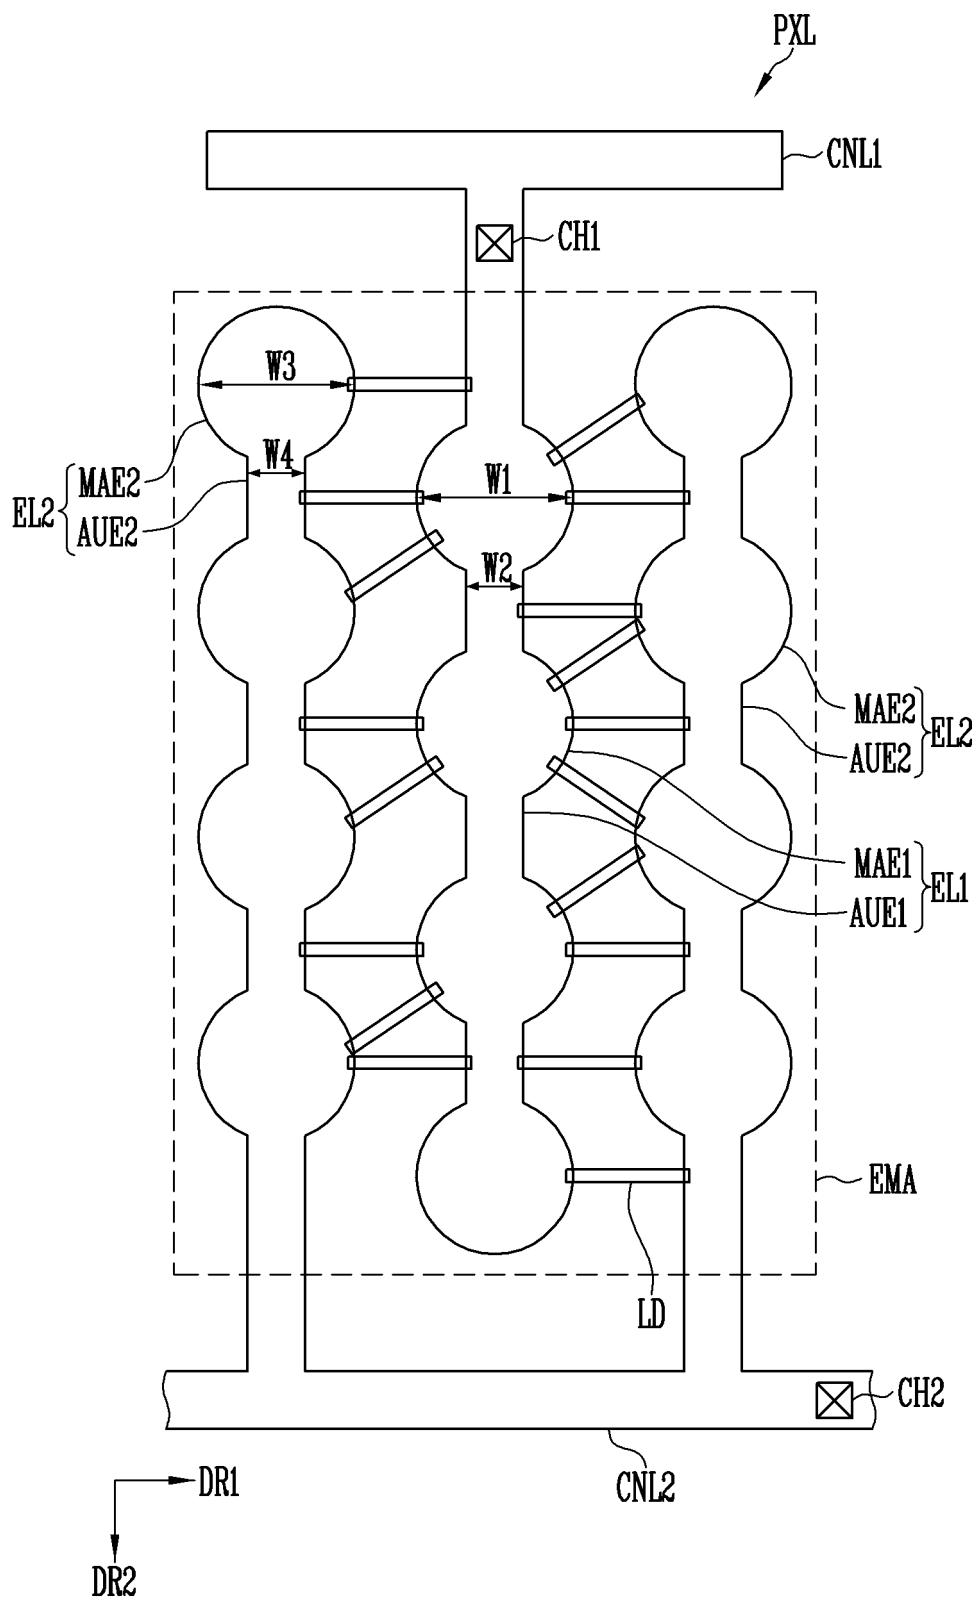 PXL
CNL1
CH1
W3
W4
MAE2
EL2
AUE2
W1
W2
MAE2
EL2
AUE2
MAE1
EL1
AUE1
EMA
LD
CH2
CNL2
DR1
DR2